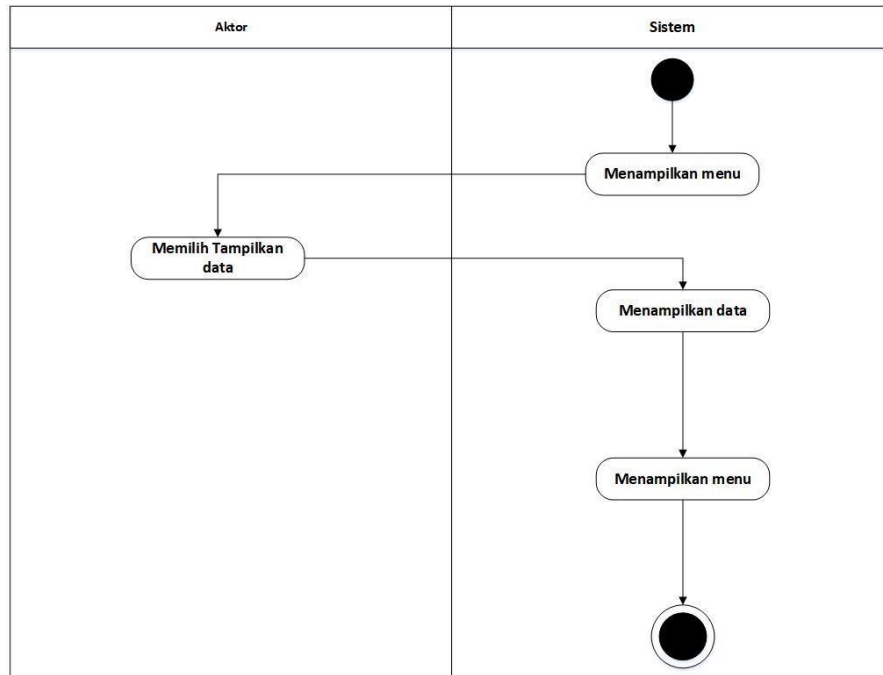 Aktor
Sistem
Menampilkan menu
Memilih Tampilkan
data
Menampilkan data
Menampilkan menu